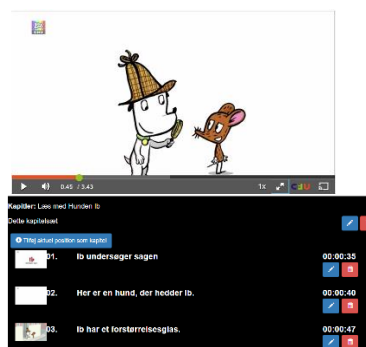 0.45 / 3.43
1x
CFU
Kapitler: Læs med Hunden Ib
Dette kapitelsæt
Tilføj aktuel position som kapitel
01. Ib undersøger sagen 00:00:35
02. Her er en hund, der hedder Ib. 00:00:40
03. Ib har et forstørrelsesglas. 00:00:47